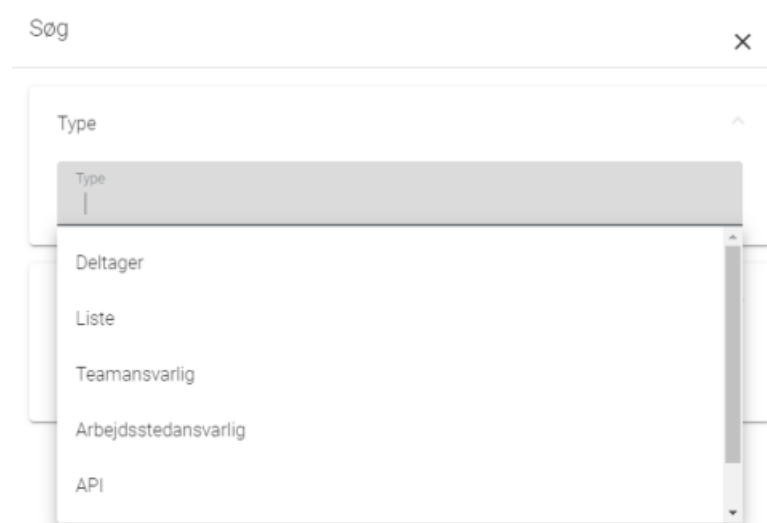 Søg
Type
Type
Deltager
Liste
Teamansvarlig
Arbejdsstedansvarlig
API